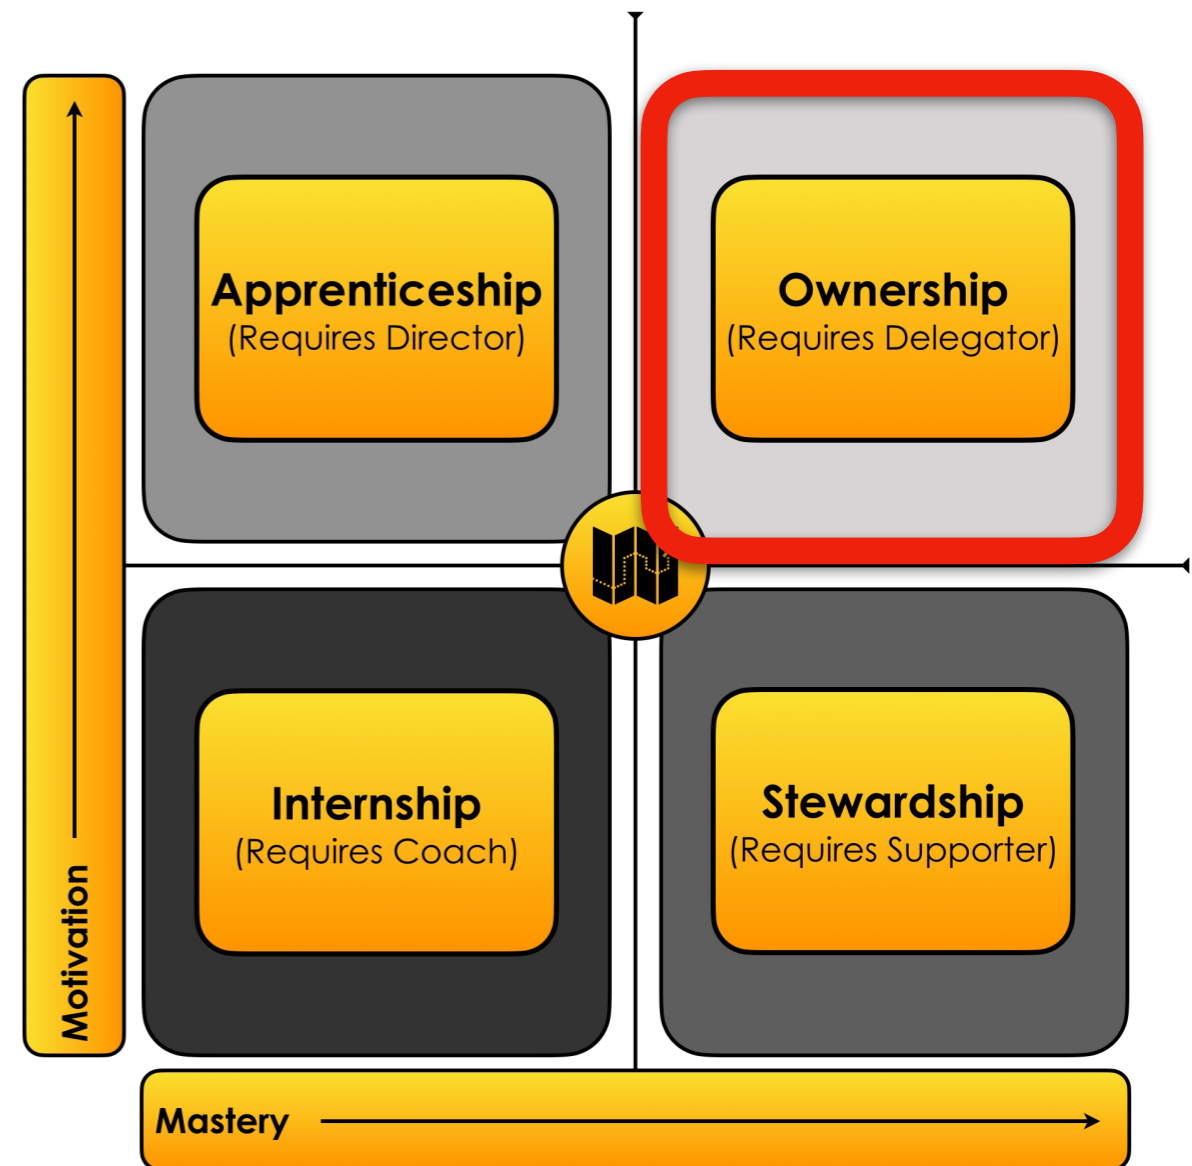 Apprenticeship
(Requires Director)
Ownership
(Requires Delegator)
Internship
(Requires Coach)
Stewardship
(Requires Supporter)
Motivation
Mastery